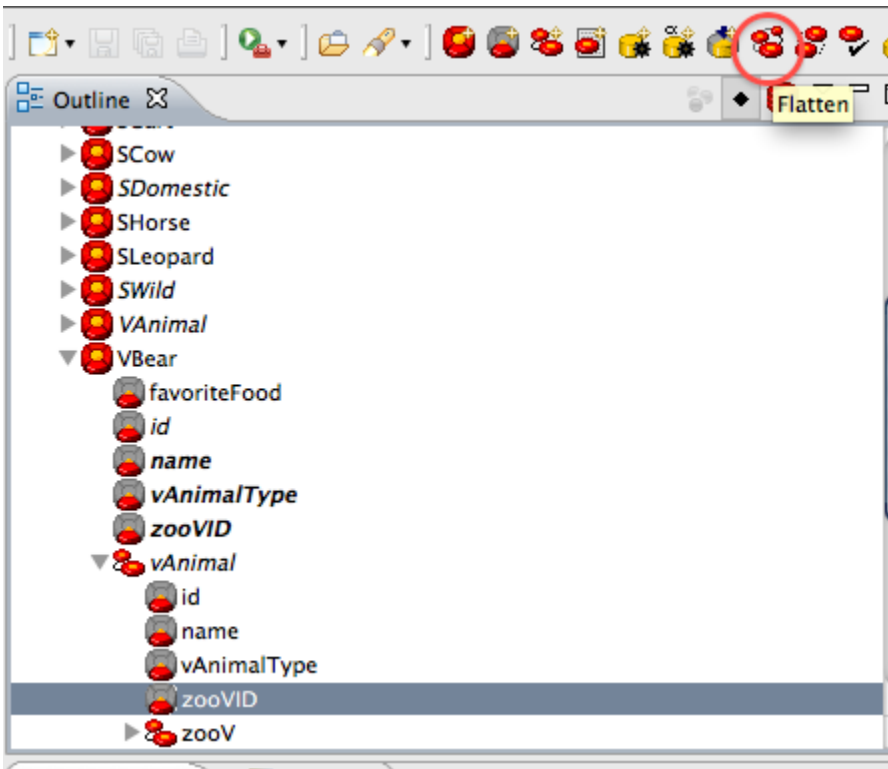 Outline
Flatten
SCow
SDomestic
SHorse
SLeopard
SWild
VAnimal
VBear
favoriteFood
id
name
vAnimalType
zooVID
vAnimal
id
name
vAnimalType
zooVID
zooV